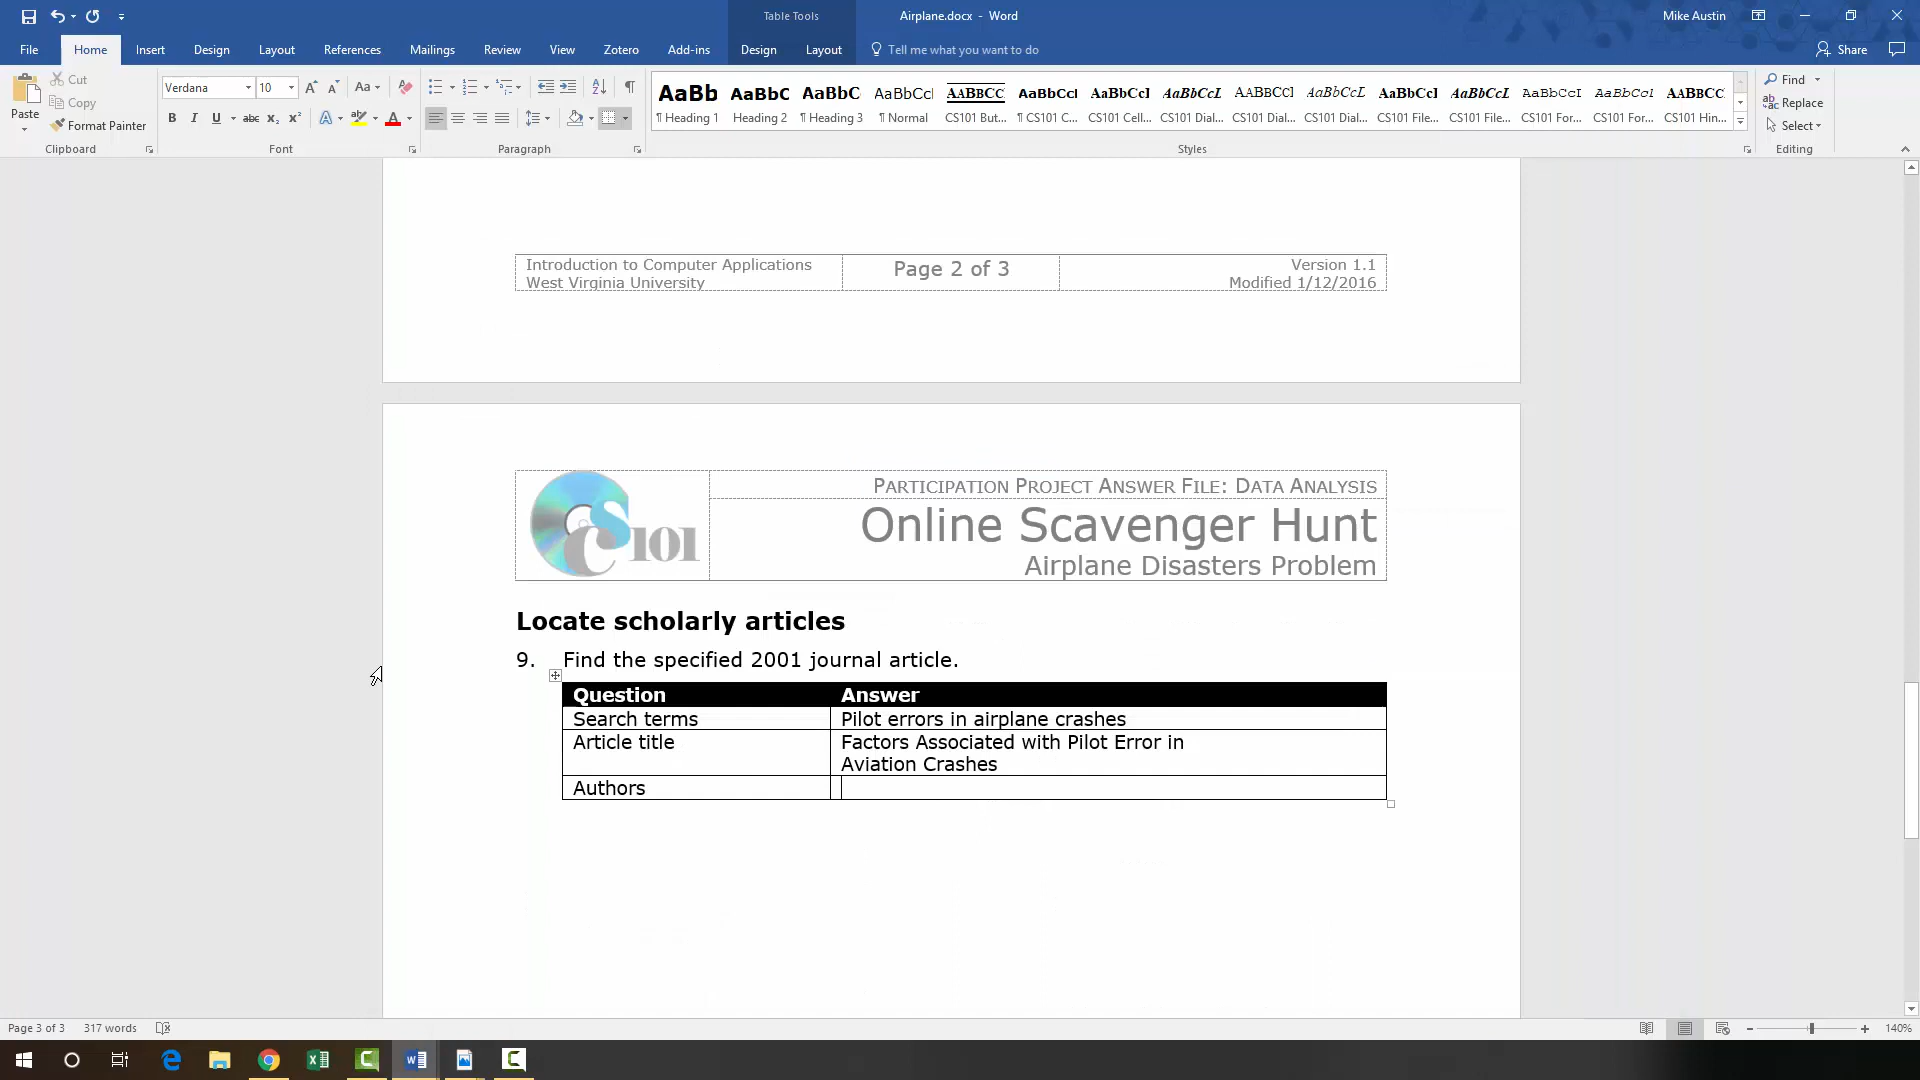 Table Tools
Airplane.docx - Word
Mike Austin
File
Home
Insert
Design
Layout
References
Mailings
Review
View
Zotero
Add-ins
Design
Layout
Tell me what you want to do
Share
Paste
Cut
Copy
Format Painter
Clipboard
Verdana
10
Font
Paragraph
AaBb
¶ Heading 1
AaBbC
Heading 2
AaBbC
¶ Heading 3
AaBbCcI
¶ Normal
AABBCC
CS101 But...
AaBbCcI
¶ CS101 C...
AaBbCcI
CS101 Cell...
AaBbCcL
CS101 Dial...
AABBCCI
CS101 Dial...
AaBbCcL
CS101 Dial...
AaBbCcI
CS101 File...
AaBbCcL
CS101 File...
AaBbCcI
CS101 For...
AaBbCcI
CS101 For...
AABBCC
CS101 Hin...
Styles
Find
Replace
Select
Editing
Introduction to Computer Applications
West Virginia University
Page 2 of 3
Version 1.1
Modified 1/12/2016
CS101
PARTICIPATION PROJECT ANSWER FILE: DATA ANALYSIS
Online Scavenger Hunt
Airplane Disasters Problem
Locate scholarly articles
9. Find the specified 2001 journal article.
Question Answer
Search terms Pilot errors in airplane crashes
Article title Factors Associated with Pilot Error in
Aviation Crashes
Authors
Page 3 of 3 317 words
140%